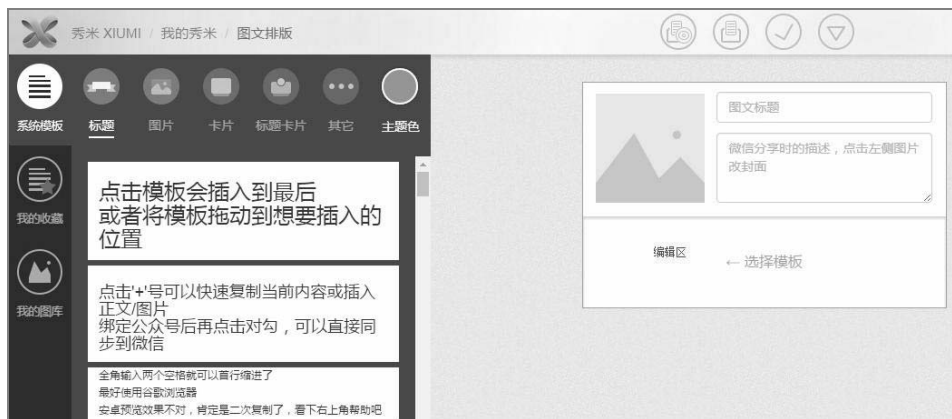 秀米 XIUMI / 我的秀米 / 图文排版
系统模板
标题
图片
卡片
标题卡片
其它
主题色
我的收藏
我的图库
点击模板会插入到最后
或者将模板拖动到想要插入的
位置
点击'+'号可以快速复制当前内容或插入
正文/图片
绑定公众号后再点击对勾，可以直接同
步到微信
全角输入两个空格就可以首行缩进了
最好使用谷歌浏览器
安卓预览效果不对，肯定是二次复制了，看下右上角帮助吧
图文标题
微信分享时的描述，点击左侧图片
改封面
编辑区
← 选择模板